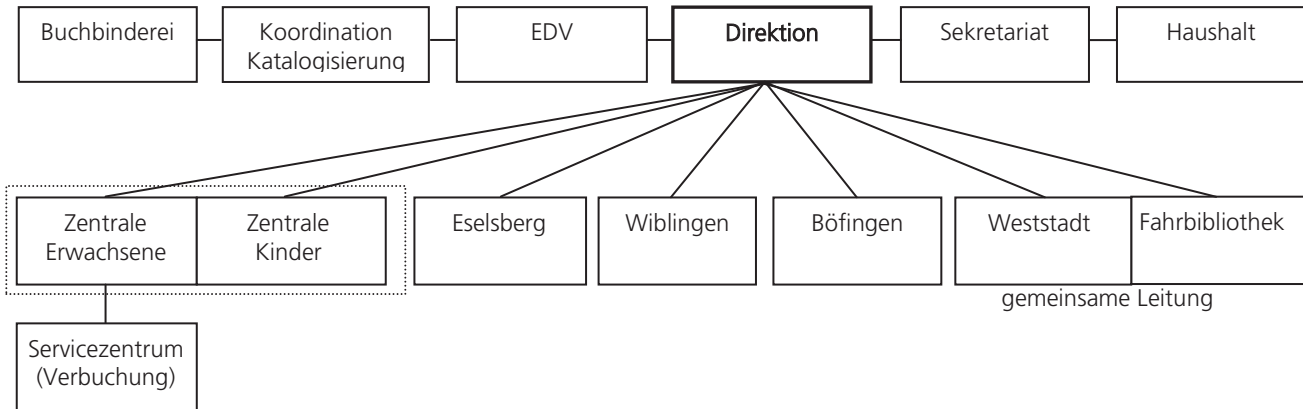 Buchbinderei
Koordination
Katalogisierung
EDV
Direktion
Sekretariat
Haushalt
Zentrale
Erwachsene
Zentrale
Kinder
Eselsberg
Wiblingen
Böfingen
Weststadt
Fahrbibliothek
gemeinsame Leitung
Servicezentrum
(Verbuchung)